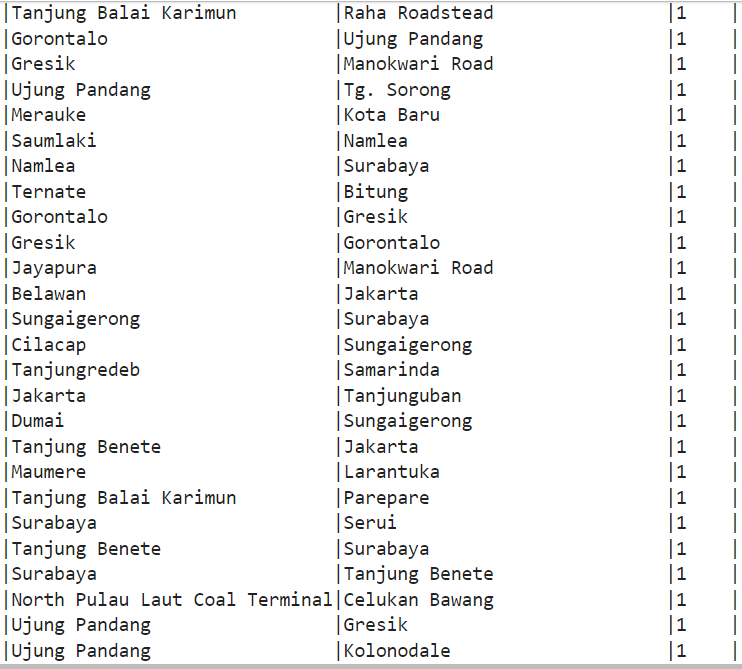 |Tanjung Balai Karimun |Raha Roadstead |1 |
|Gorontalo |Ujung Pandang |1 |
|Gresik |Manokwari Road |1 |
|Ujung Pandang |Tg. Sorong |1 |
|Merauke |Kota Baru |1 |
|Saumlaki |Namlea |1 |
|Namlea |Surabaya |1 |
|Ternate |Bitung |1 |
|Gorontalo |Gresik |1 |
|Gresik |Gorontalo |1 |
|Jayapura |Manokwari Road |1 |
|Belawan |Jakarta |1 |
|Sungaigerong |Surabaya |1 |
|Cilacap |Sungaigerong |1 |
|Tanjungredeb |Samarinda |1 |
|Jakarta |Tanjunguban |1 |
|Dumai |Sungaigerong |1 |
|Tanjung Benete |Jakarta |1 |
|Maumere |Larantuka |1 |
|Tanjung Balai Karimun |Parepare |1 |
|Surabaya |Serui |1 |
|Tanjung Benete |Surabaya |1 |
|Surabaya |Tanjung Benete |1 |
|North Pulau Laut Coal Terminal|Celukan Bawang |1 |
|Ujung Pandang |Gresik |1 |
|Ujung Pandang |Kolonodale |1 |